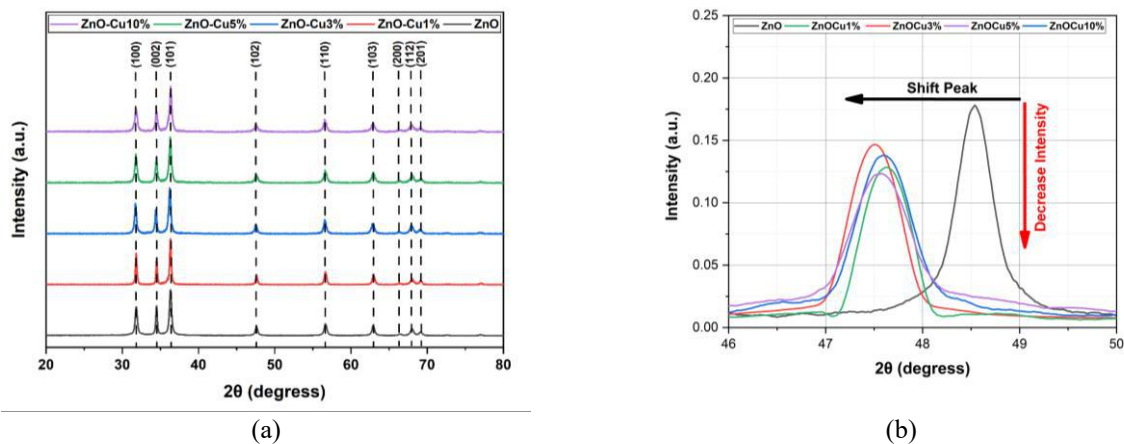 ZnO-Cu10% ZnO-Cu5% ZnO-Cu3% ZnO-Cu1% ZnO
(100) (002) (101) (102) (110) (103) (200) (112) (201)
Intensity (a.u.)
20 30 40 50 60 70 80
2θ (degress)
(a)
ZnO ZnOCu1% ZnOCu3% ZnOCu5% ZnOCu10%
0.25
0.20
0.15
0.10
0.05
0.00
Shift Peak
Decrease Intensity
Intensity (a.u.)
46 47 48 49 50
2θ (degress)
(b)